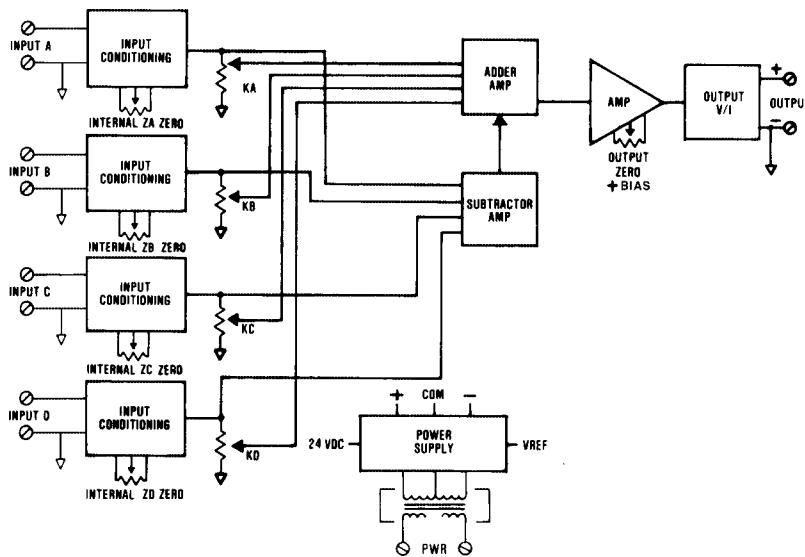 INPUT A
INPUT
CONDITIONING
KA
INTERNAL ZA ZERO
INPUT B
INPUT
CONDITIONING
KB
INTERNAL ZB ZERO
INPUT C
INPUT
CONDITIONING
KC
INTERNAL ZC ZERO
INPUT D
INPUT
CONDITIONING
KD
INTERNAL ZD ZERO
ADDER
AMP
SUBTRACTOR
AMP
AMP
OUTPUT
ZERO
+ BIAS
OUTPUT
V/I
+
OUTPU
-
+ COM -
24 VDC
POWER
SUPPLY
VREF
PWR